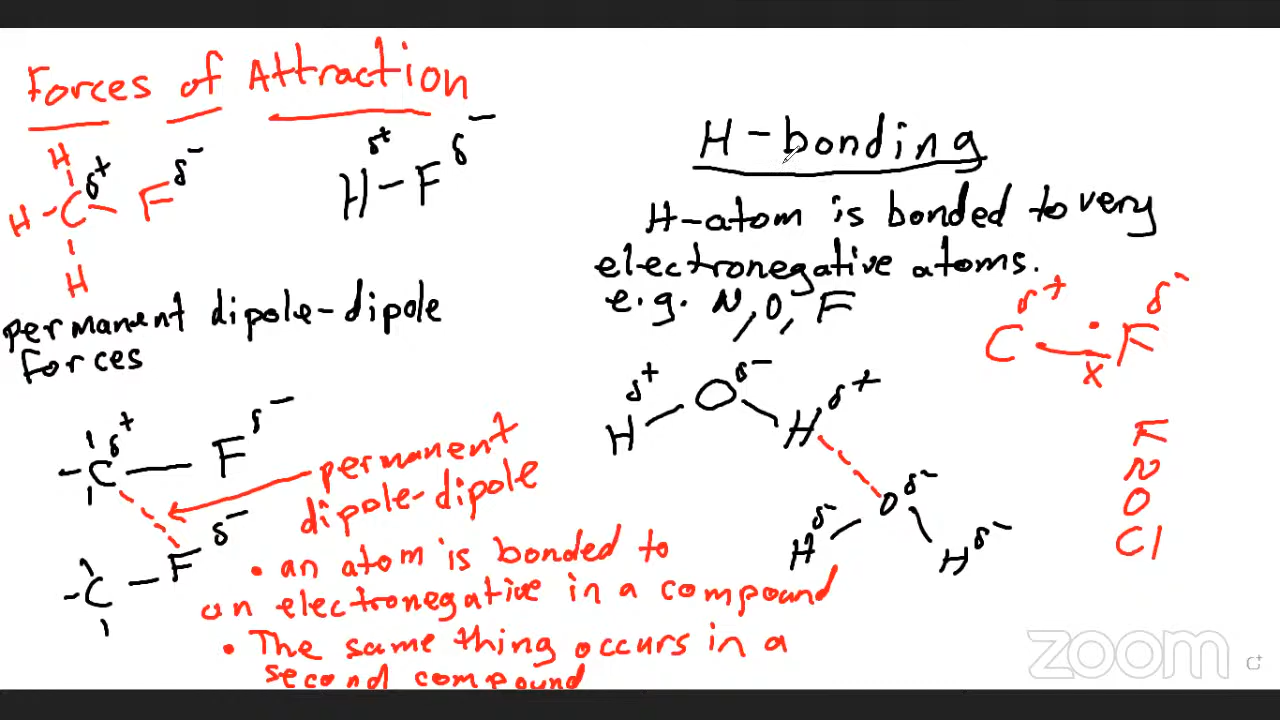 Forces of Attraction
H
δ+ δ-
H - C - F
H
δ+ δ-
H - F
permanent dipole-dipole
forces
δ+ δ-
C - F
permanent
dipole-dipole
δ-
C - F
• an atom is bonded to
an electronegative in a compound
• The same thing occurs in a
second compound
H-bonding
H-atom is bonded to very
electronegative atoms.
e.g. N, O, F
δ+ δ- δ+
H O H
δ- δ- δ-
H O H
δ+ δ-
C F
x
F
N
O
Cl
zoom